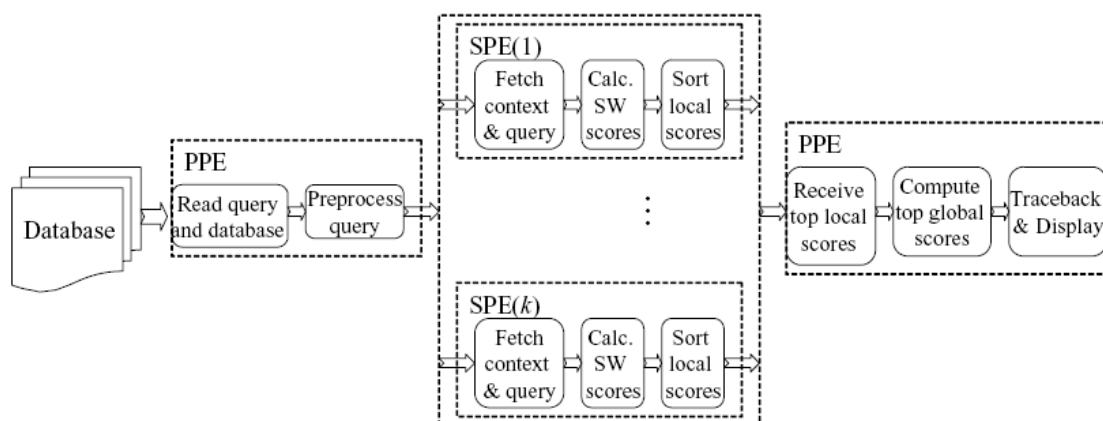 Database
PPE
Read query
and database
Preprocess
query
SPE(1)
Fetch
context
& query
Calc.
SW
scores
Sort
local
scores
SPE(k)
Fetch
context
& query
Calc.
SW
scores
Sort
local
scores
PPE
Receive
top local
scores
Compute
top global
scores
Traceback
& Display